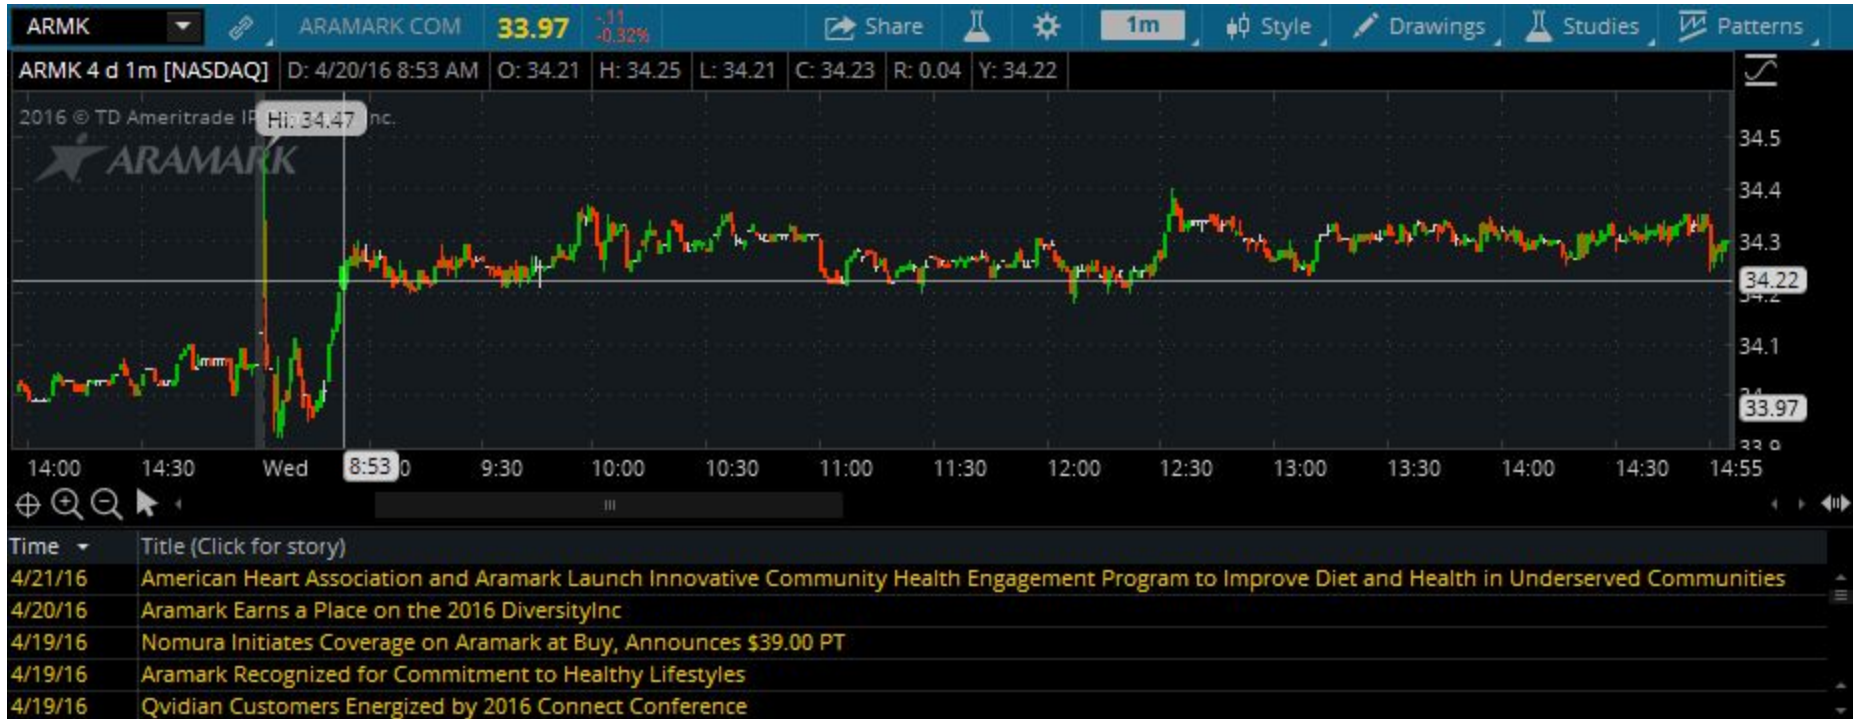 ARMK ARAMARK COM 33.97 -.11 -0.32% Share 1m Style Drawings Studies Patterns
ARMK 4 d 1m [NASDAQ] D: 4/20/16 8:53 AM O: 34.21 H: 34.25 L: 34.21 C: 34.23 R: 0.04 Y: 34.22
2016 © TD Ameritrade IP nc.
Hi: 34.47
ARAMARK
34.5
34.4
34.3
34.22
34.2
34.1
34
33.97
33.9
14:00 14:30 Wed 8:53 9:30 10:00 10:30 11:00 11:30 12:00 12:30 13:00 13:30 14:00 14:30 14:55
Time Title (Click for story)
4/21/16 American Heart Association and Aramark Launch Innovative Community Health Engagement Program to Improve Diet and Health in Underserved Communities
4/20/16 Aramark Earns a Place on the 2016 DiversityInc
4/19/16 Nomura Initiates Coverage on Aramark at Buy, Announces $39.00 PT
4/19/16 Aramark Recognized for Commitment to Healthy Lifestyles
4/19/16 Qvidian Customers Energized by 2016 Connect Conference